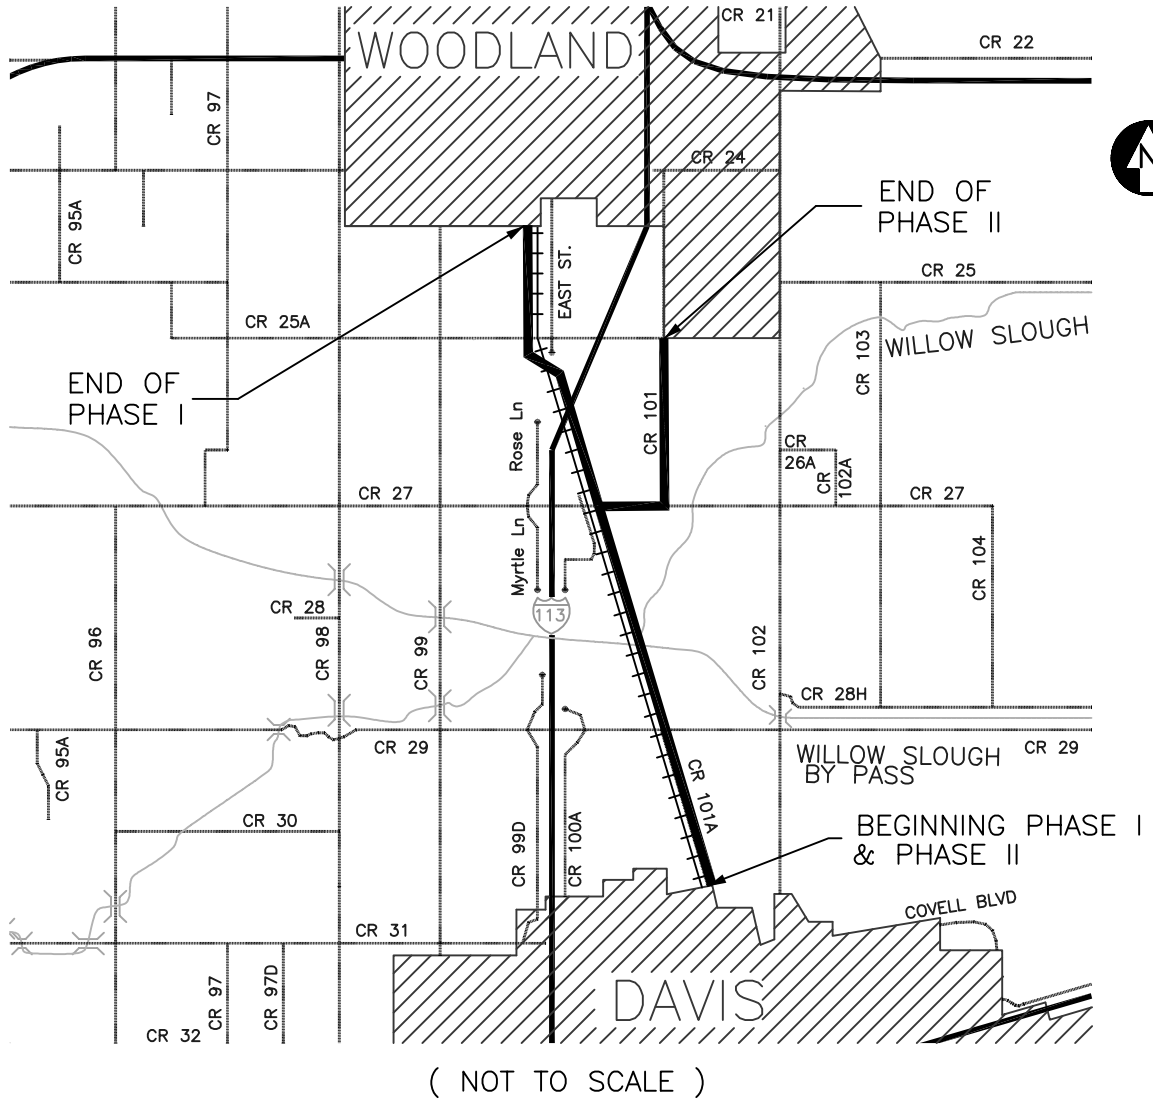 CR 21
WOODLAND
CR 22
CR 97
CR 24
N
END OF
PHASE II
CR 95A
EAST ST.
CR 25
CR 25A
WILLOW SLOUGH
CR 103
END OF
PHASE I
CR 101
Rose Ln
CR
26A
CR
102A
CR 27
CR 27
Myrtle Ln
CR 104
113
CR 28
CR 96
CR 98
CR 99
CR 102
CR 28H
CR 29
CR 95A
WILLOW SLOUGH
BY PASS
CR 29
CR 101A
CR 30
CR 99D
CR 100A
BEGINNING PHASE I
& PHASE II
COVELL BLVD
CR 31
CR 97
CR 97D
DAVIS
CR 32
( NOT TO SCALE )